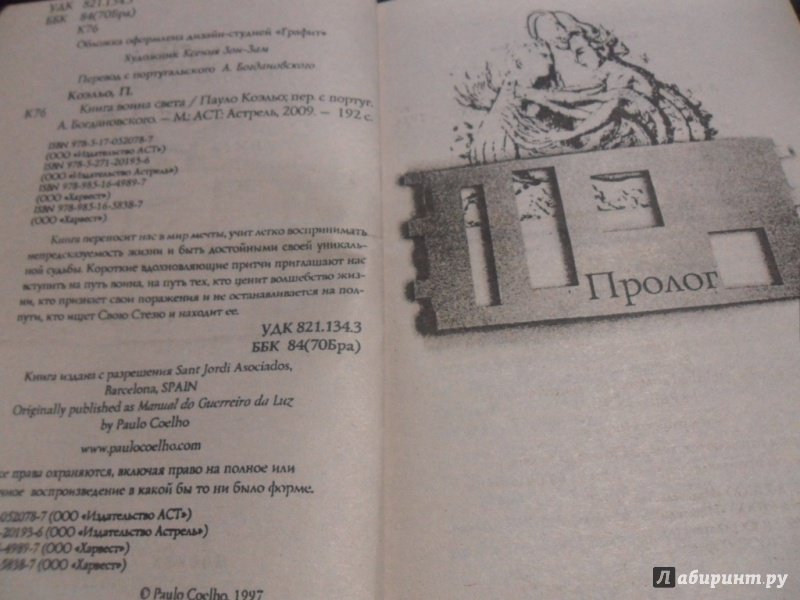 УДК 821.134.3
ББК 84(70Бра)
К76
Обложка оформлена дизайн-студией «Графит»
Художник Ксения Зон-Зам
Перевод с португальского А. Богдановского
Коэльо, П.
К76 Книга воина света / Пауло Коэльо; пер. с португ.
А. Богдановского. – М.: АСТ: Астрель, 2009. – 192 с.
ISBN 978-5-17-052078-7
(ООО «Издательство АСТ»)
ISBN 978-5-271-20193-6
(ООО «Издательство Астрель»)
ISBN 978-985-16-4989-7
(ООО «Харвест»)
ISBN 978-985-16-5838-7
(ООО «Харвест»)
Книга переносит нас в мир мечты, учит легко воспринимать
непредсказуемость жизни и быть достойными своей уникаль-
ной судьбы. Короткие вдохновляющие притчи приглашают нас
вступить на путь воина, на путь тех, кто ценит волшебство жиз-
ни, кто признает свои поражения и не останавливается на пол-
пути, кто ищет Свою Стезю и находит ее.
УДК 821.134.3
ББК 84(70Бра)
Книга издана с разрешения Sant Jordi Asociados,
Barcelona, SPAIN
Originally published as Manual do Guerreiro da Luz
by Paulo Coelho
www.paulocoelho.com
права охраняются, включая право на полное или
воспроизведение в какой бы то ни было форме.
-052078-7 (ООО «Издательство АСТ»)
-20193-6 (ООО «Издательство Астрель»)
-4989-7 (ООО «Харвест»)
-5838-7 (ООО «Харвест»)
© Paulo Coelho, 1997
Пролог
Лабиринт.ру